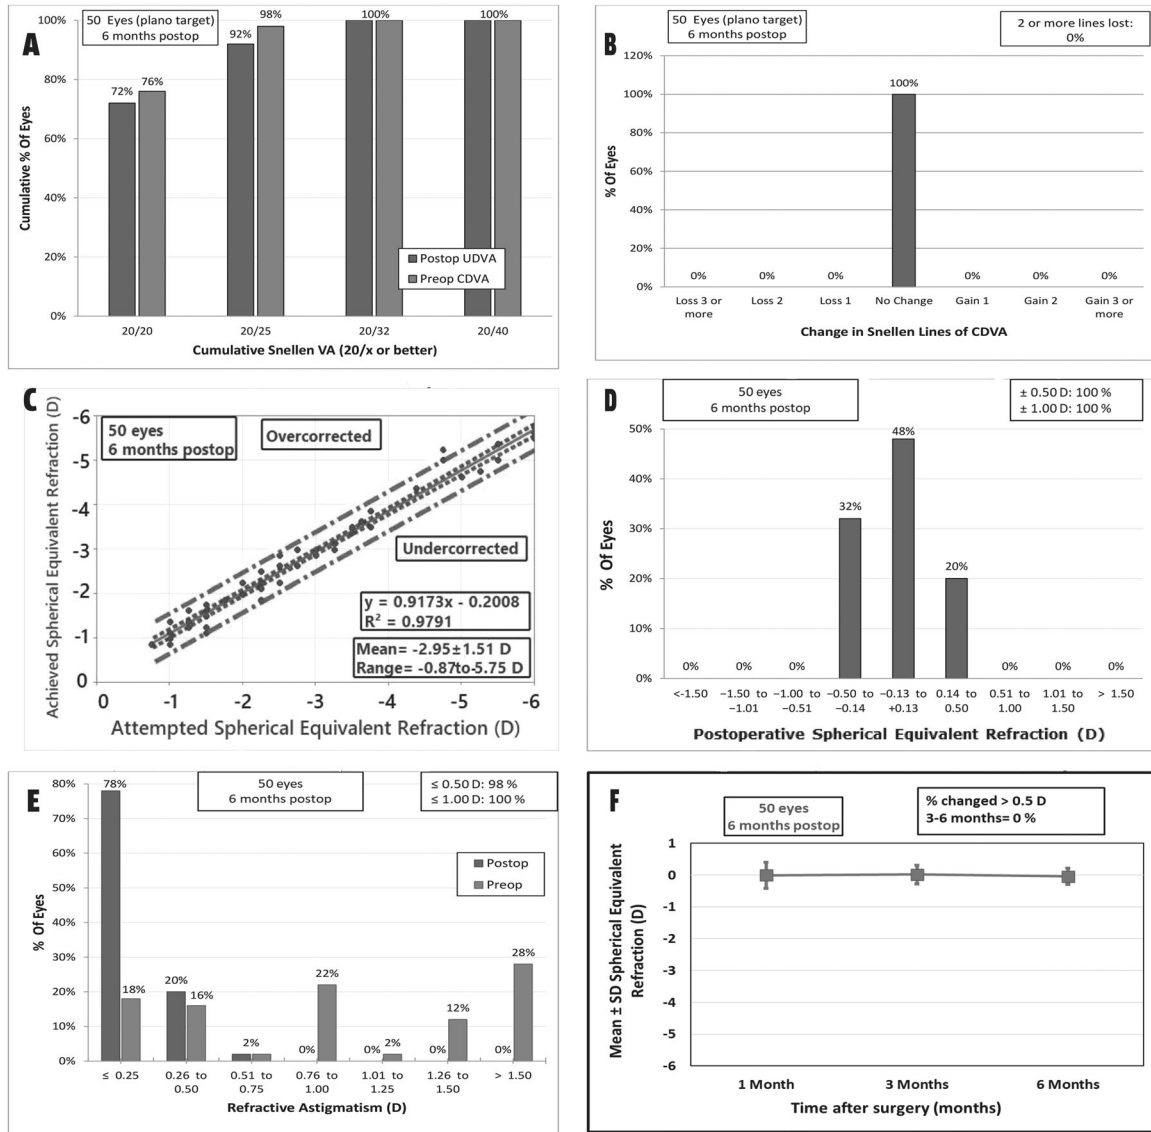 A
50 Eyes (plano target)
6 months postop
Cumulative % Of Eyes
100%
80%
60%
40%
20%
0%
72%
76%
92%
98%
100%
100%
Postop UDVA
Preop CDVA
20/20
20/25
20/32
20/40
Cumulative Snellen VA (20/x or better)
B
50 Eyes (plano target)
6 months postop
2 or more lines lost:
0%
% of Eyes
120%
100%
80%
60%
40%
20%
0%
0%
0%
0%
100%
0%
0%
0%
Loss 3 or
more
Loss 2
Loss 1
No Change
Gain 1
Gain 2
Gain 3 or
more
Change in Snellen Lines of CDVA
C
Achieved Spherical Equivalent Refraction (D)
50 eyes
6 months postop
Overcorrected
Undercorrected
y = 0.9173x - 0.2008
R² = 0.9791
Mean= -2.95±1.51 D
Range= -0.87to-5.75 D
-6
-5
-4
-3
-2
-1
0
0
-1
-2
-3
-4
-5
-6
Attempted Spherical Equivalent Refraction (D)
D
50 eyes
6 months postop
± 0.50 D: 100 %
± 1.00 D: 100 %
% Of Eyes
50%
40%
30%
20%
10%
0%
0%
0%
0%
32%
48%
20%
0%
0%
0%
<-1.50
−1.50 to
−1.01
−1.00 to
−0.51
−0.50 to
−0.14
−0.13 to
+0.13
0.14 to
0.50
0.51 to
1.00
1.01 to
1.50
> 1.50
Postoperative Spherical Equivalent Refraction (D)
E
50 eyes
6 months postop
≤ 0.50 D: 98 %
≤ 1.00 D: 100 %
% Of Eyes
80%
70%
60%
50%
40%
30%
20%
10%
0%
78%
18%
20%
16%
2%
0%
22%
0%
2%
0%
12%
0%
28%
Postop
Preop
≤ 0.25
0.26 to
0.50
0.51 to
0.75
0.76 to
1.00
1.01 to
1.25
1.26 to
1.50
> 1.50
Refractive Astigmatism (D)
F
50 eyes
6 months postop
% changed > 0.5 D
3-6 months= 0 %
Mean ± SD Spherical Equivalent
Refraction (D)
1
0
-1
-2
-3
-4
-5
-6
1 Month
3 Months
6 Months
Time after surgery (months)